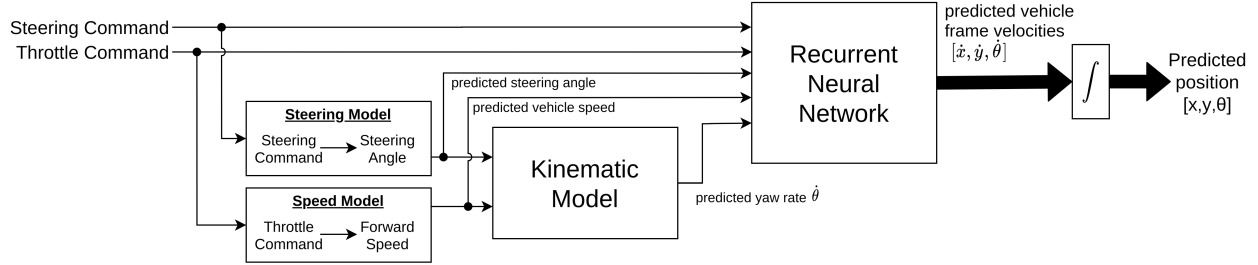 Steering Command
Throttle Command
predicted steering angle
predicted vehicle speed
Steering Model
Steering
Command
Steering
Angle
Speed Model
Throttle
Command
Forward
Speed
Kinematic
Model
predicted yaw rate θ̇
Recurrent
Neural
Network
predicted vehicle
frame velocities
[ẋ, ẏ, θ̇]
∫
Predicted
position
[x,y,θ]